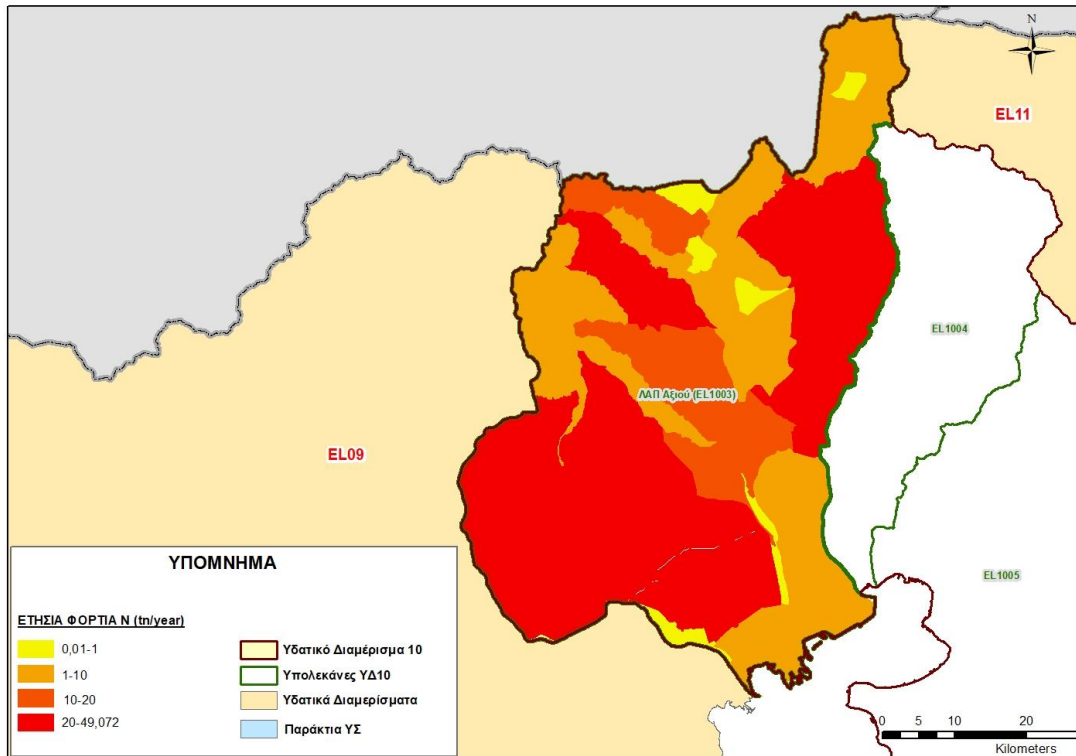 N
EL11
EL1004
ΛΑΠ Αξιού (EL1003)
EL09
EL1005
ΥΠΟΜΝΗΜΑ
ΕΤΗΣΙΑ ΦΟΡΤΙΑ Ν (tn/year)
0,01-1
1-10
10-20
20-49,072
Υδατικό Διαμέρισμα 10
Υπολεκάνες ΥΔ10
Υδατικά Διαμερίσματα
Παράκτια ΥΣ
0 5 10 20
Kilometers